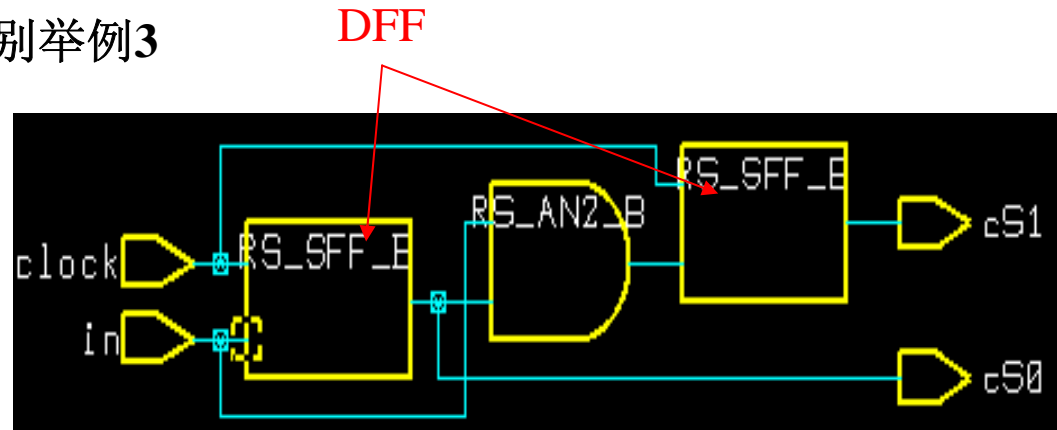 别举例3
DFF
RS_SFF_B
RS_AN2_B
cS1
clock
RS_SFF_B
in
cS0